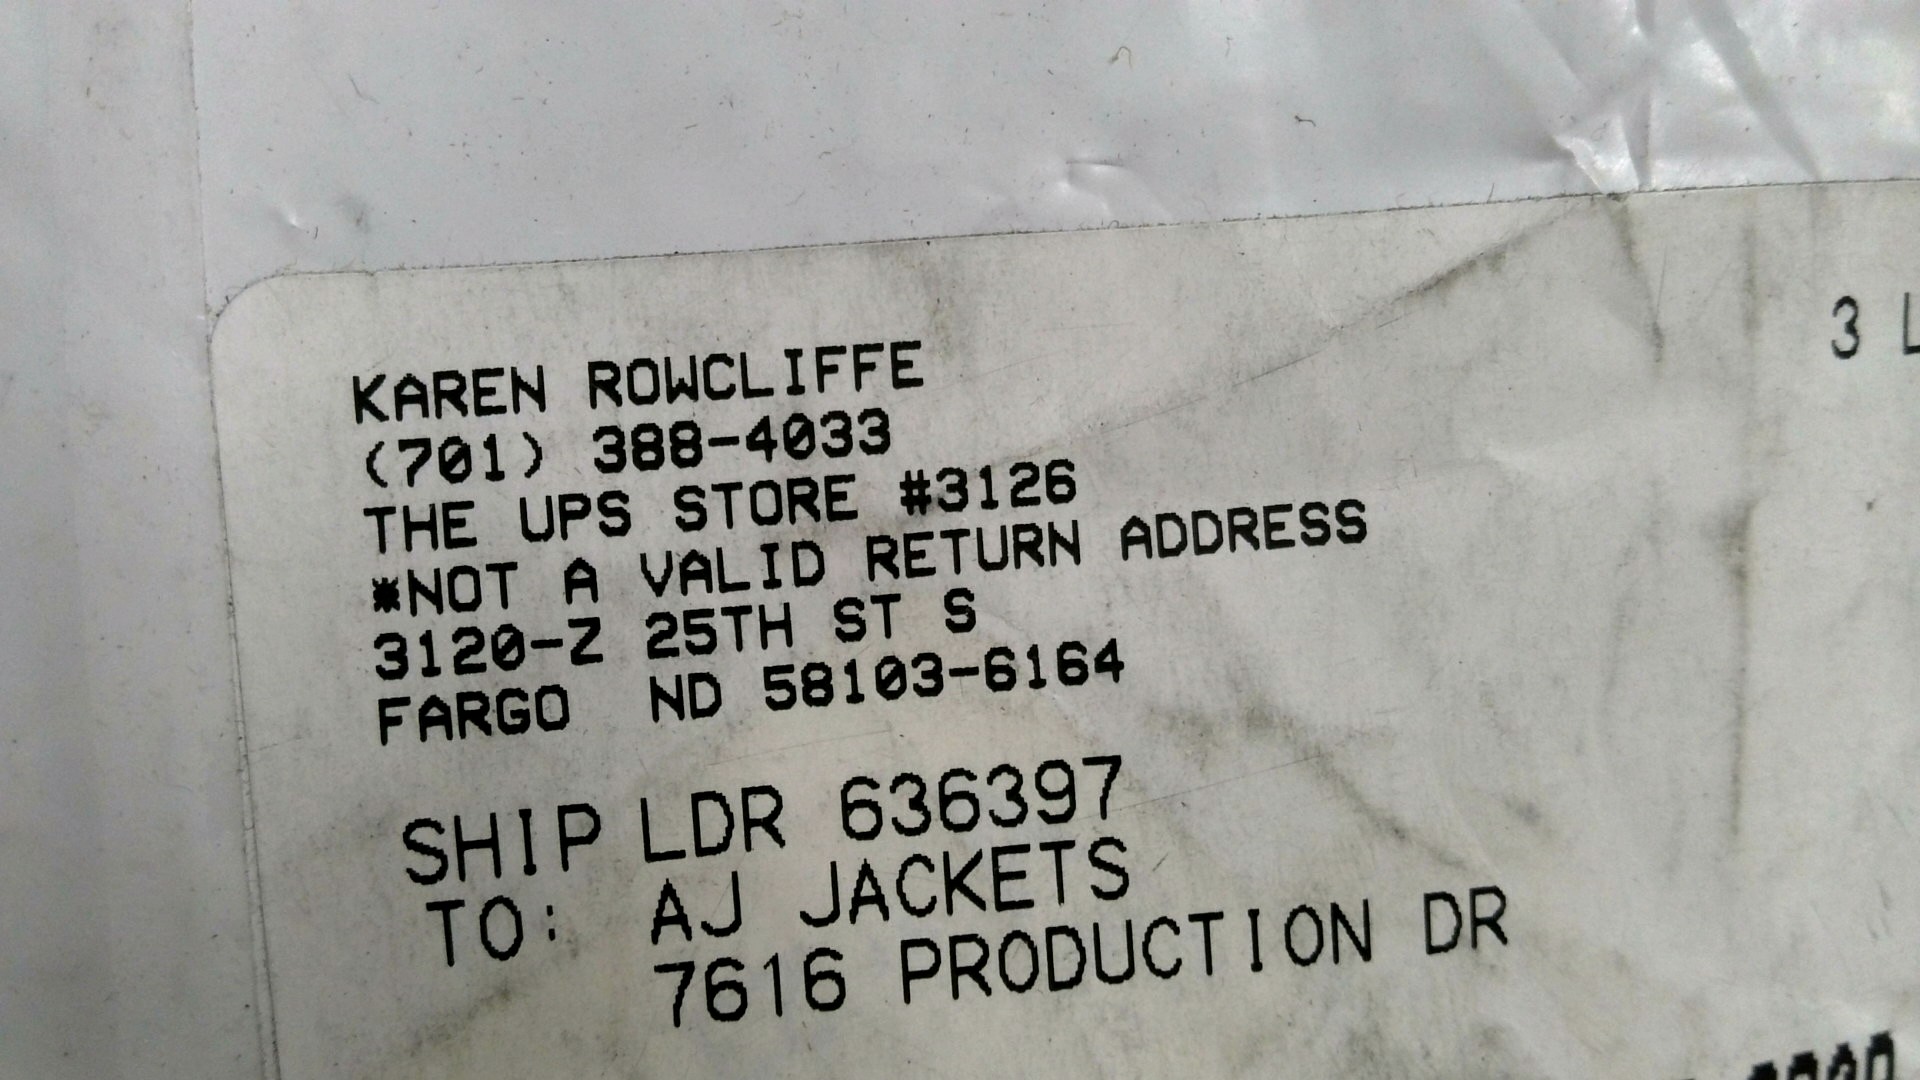 KAREN ROWCLIFFE
(701) 388-4033
THE UPS STORE #3126
*NOT A VALID RETURN ADDRESS
3120-Z 25TH ST S
FARGO ND 58103-6164
3 L
SHIP LDR 636397
TO: AJ JACKETS
7616 PRODUCTION DR